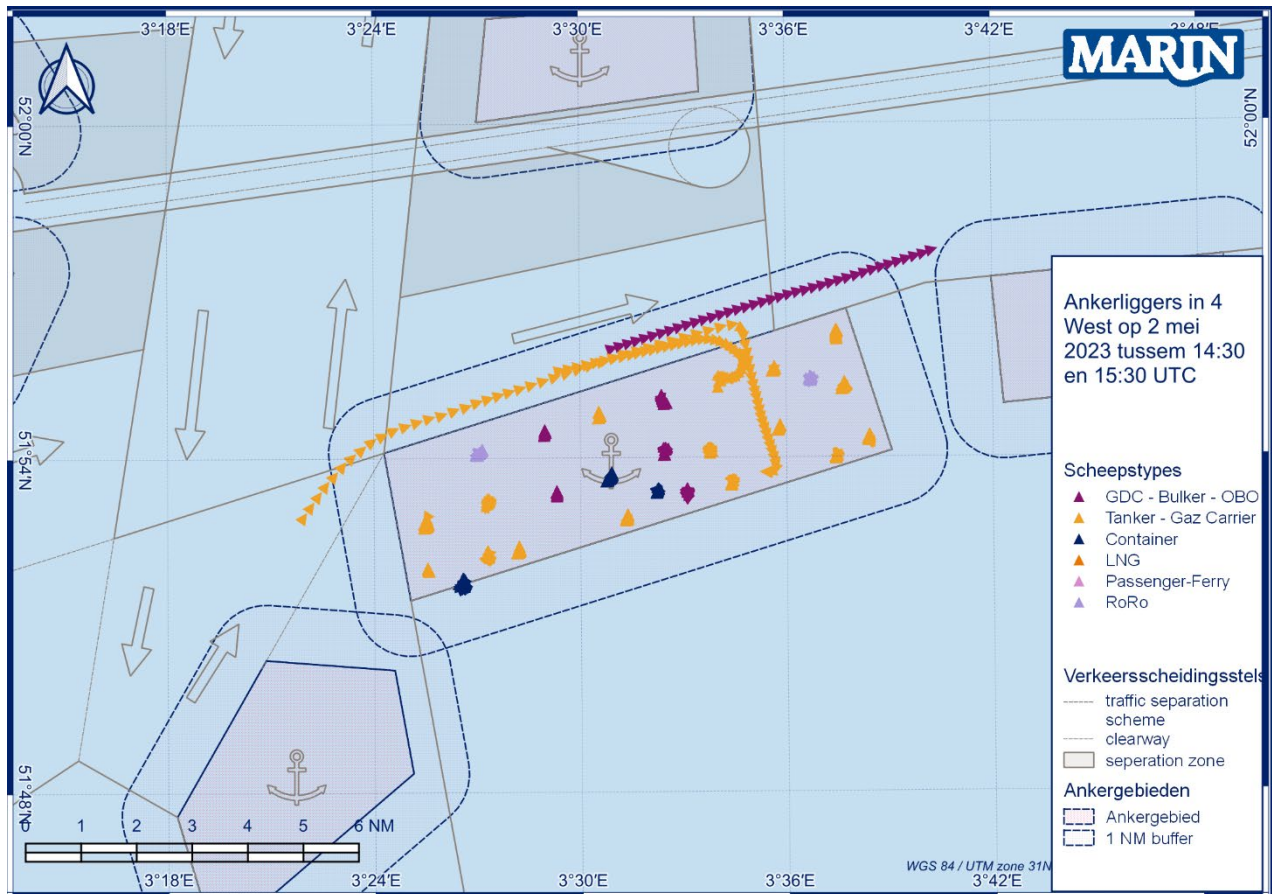 3°18'E 3°24'E 3°30'E 3°36'E 3°42'E 3°48'E
MARIN
52°00'N
52°00'N
Ankerliggers in 4
West op 2 mei
2023 tussem 14:30
en 15:30 UTC
51°54'N
Scheepstypes
GDC - Bulker - OBO
Tanker - Gaz Carrier
Container
LNG
Passenger-Ferry
RoRo
Verkeersscheidingsstels
traffic separation
scheme
clearway
seperation zone
Ankergebieden
Ankergebied
1 NM buffer
51°48'N
0 1 2 3 4 5 6 NM
WGS 84 / UTM zone 31N
3°18'E 3°24'E 3°30'E 3°36'E 3°42'E